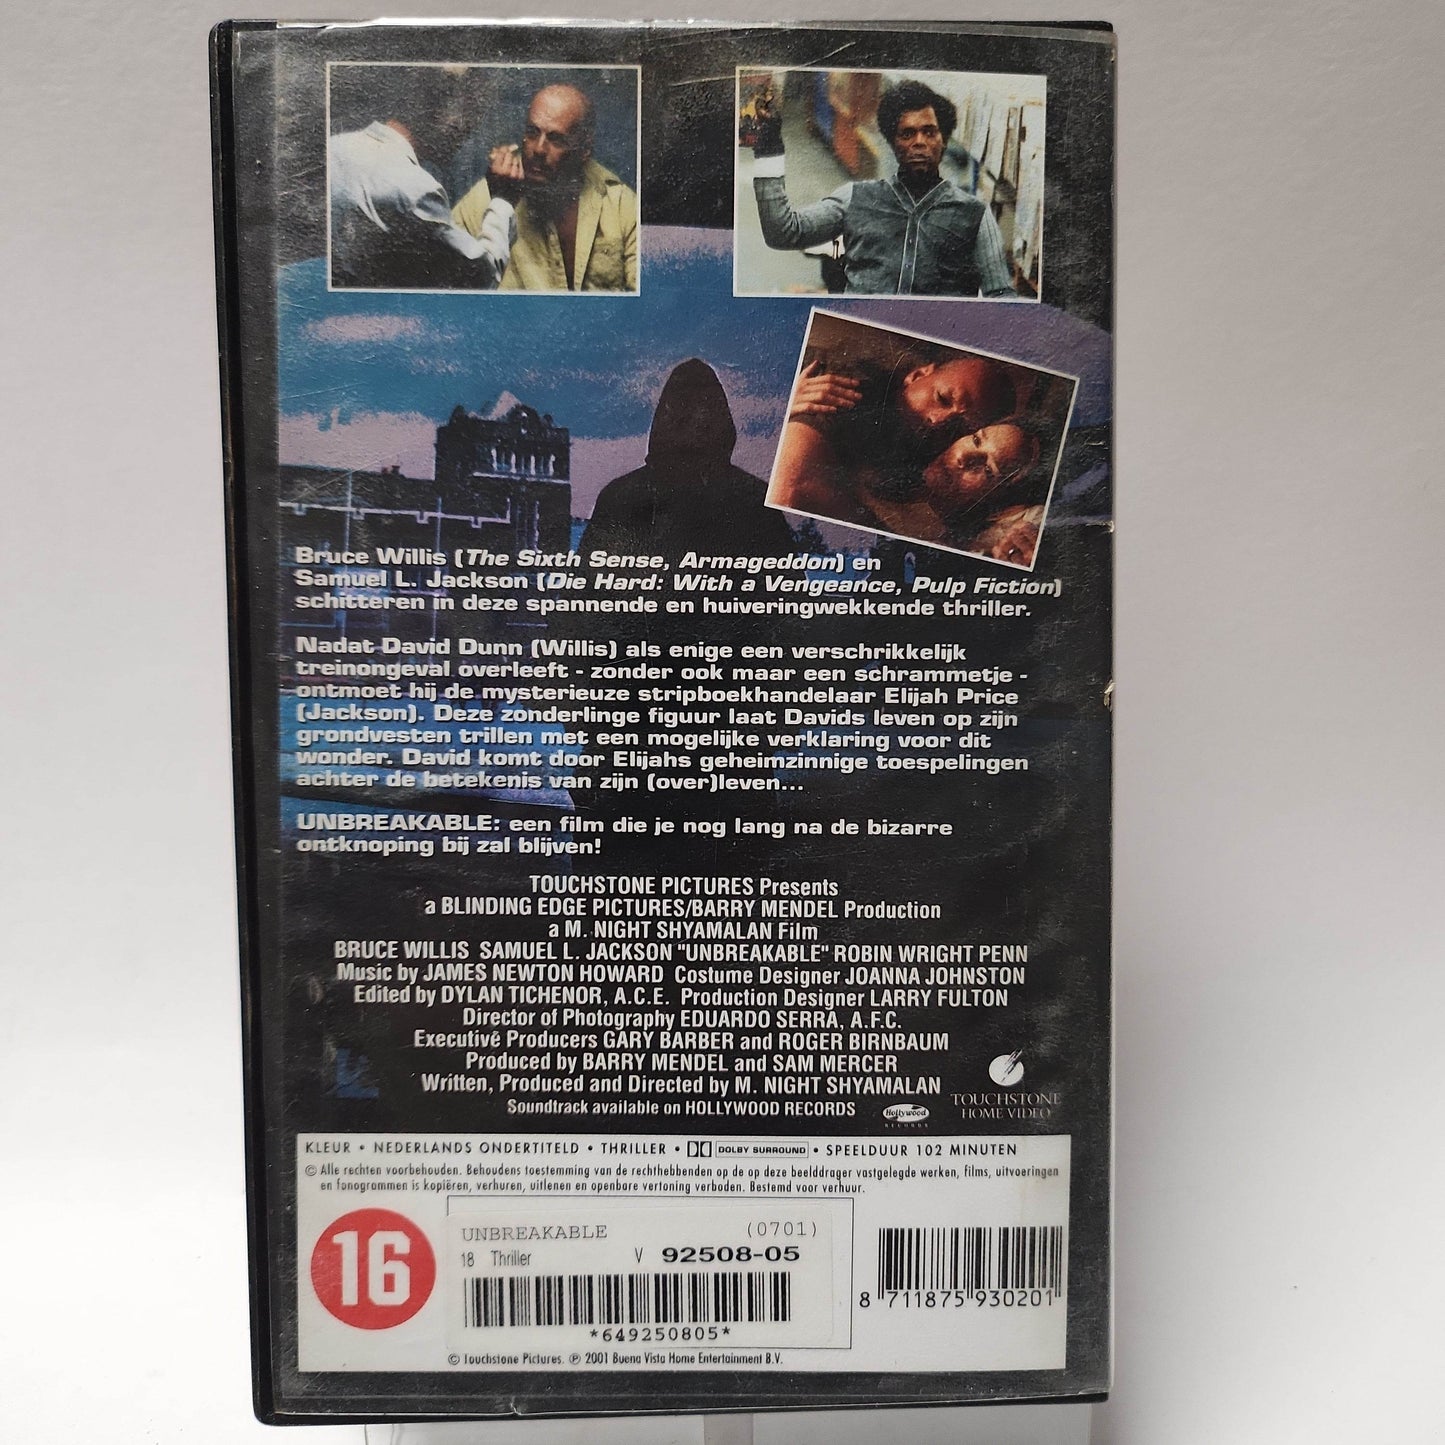 Bruce Willis (The Sixth Sense, Armageddon) en
Samuel L. Jackson (Die Hard: With a Vengeance, Pulp Fiction)
schitteren in deze spannende en huiveringwekkende thriller.
Nadat David Dunn (Willis) als enige een verschrikkelijk
treinongeval overleeft - zonder ook maar een schrammetje -
ontmoet hij de mysterieuze stripboekhandelaar Elijah Price
(Jackson). Deze zonderlinge figuur laat Davids leven op zijn
grondvesten trillen met een mogelijke verklaring voor dit
wonder. David komt door Elijahs geheimzinnige toespelingen
achter de betekenis van zijn (over)leven...
UNBREAKABLE: een film die je nog lang na de bizarre
ontknoping bij zal blijven!
TOUCHSTONE PICTURES Presents
a BLINDING EDGE PICTURES/BARRY MENDEL Production
a M. NIGHT SHYAMALAN Film
BRUCE WILLIS SAMUEL L. JACKSON "UNBREAKABLE" ROBIN WRIGHT PENN
Music by JAMES NEWTON HOWARD Costume Designer JOANNA JOHNSTON
Edited by DYLAN TICHENOR, A.C.E. Production Designer LARRY FULTON
Director of Photography EDUARDO SERRA, A.F.C.
Executive Producers GARY BARBER and ROGER BIRNBAUM
Produced by BARRY MENDEL and SAM MERCER
Written, Produced and Directed by M. NIGHT SHYAMALAN
Soundtrack available on HOLLYWOOD RECORDS
Hollywood
RECORDS
TOUCHSTONE
HOME VIDEO
KLEUR • NEDERLANDS ONDERTITELD • THRILLER • DOLBY SURROUND • SPEELDUUR 102 MINUTEN
© Alle rechten voorbehouden. Behoudens toestemming van de rechthebbenden op de op deze beelddrager vastgelegde werken, films, uitvoeringen
en fonogrammen is kopiëren, verhuren, uitlenen en openbare vertoning verboden. Bestemd voor verhuur.
16
UNBREAKABLE (0701)
18 Thriller V 92508-05
*649250805*
8 711875 930201
© Touchstone Pictures. ℗ 2001 Buena Vista Home Entertainment B.V.